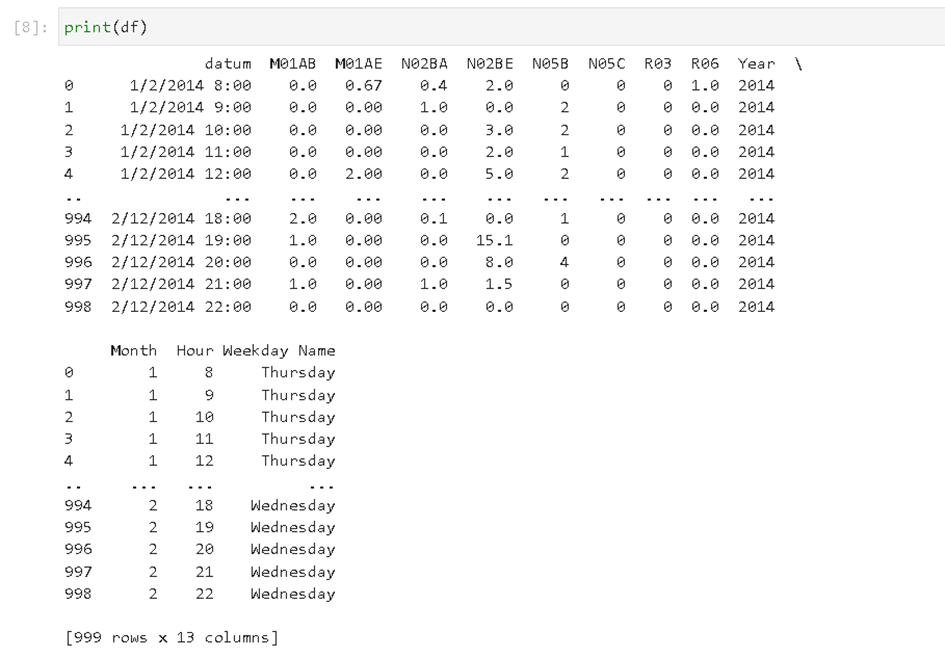 [8]: print(df)
datum M01AB M01AE N02BA N02BE N05B N05C R03 R06 Year \
0 1/2/2014 8:00 0.0 0.67 0.4 2.0 0 0 0 1.0 2014
1 1/2/2014 9:00 0.0 0.00 1.0 0.0 2 0 0 0.0 2014
2 1/2/2014 10:00 0.0 0.00 0.0 3.0 2 0 0 0.0 2014
3 1/2/2014 11:00 0.0 0.00 0.0 2.0 1 0 0 0.0 2014
4 1/2/2014 12:00 0.0 2.00 0.0 5.0 2 0 0 0.0 2014
.. ... ... ... ... ... ... ... ... ... ...
994 2/12/2014 18:00 2.0 0.00 0.1 0.0 1 0 0 0.0 2014
995 2/12/2014 19:00 1.0 0.00 0.0 15.1 0 0 0 0.0 2014
996 2/12/2014 20:00 0.0 0.00 0.0 8.0 4 0 0 0.0 2014
997 2/12/2014 21:00 1.0 0.00 1.0 1.5 0 0 0 0.0 2014
998 2/12/2014 22:00 0.0 0.00 0.0 0.0 0 0 0 0.0 2014
Month Hour Weekday Name
0 1 8 Thursday
1 1 9 Thursday
2 1 10 Thursday
3 1 11 Thursday
4 1 12 Thursday
.. ... ... ...
994 2 18 Wednesday
995 2 19 Wednesday
996 2 20 Wednesday
997 2 21 Wednesday
998 2 22 Wednesday
[999 rows x 13 columns]